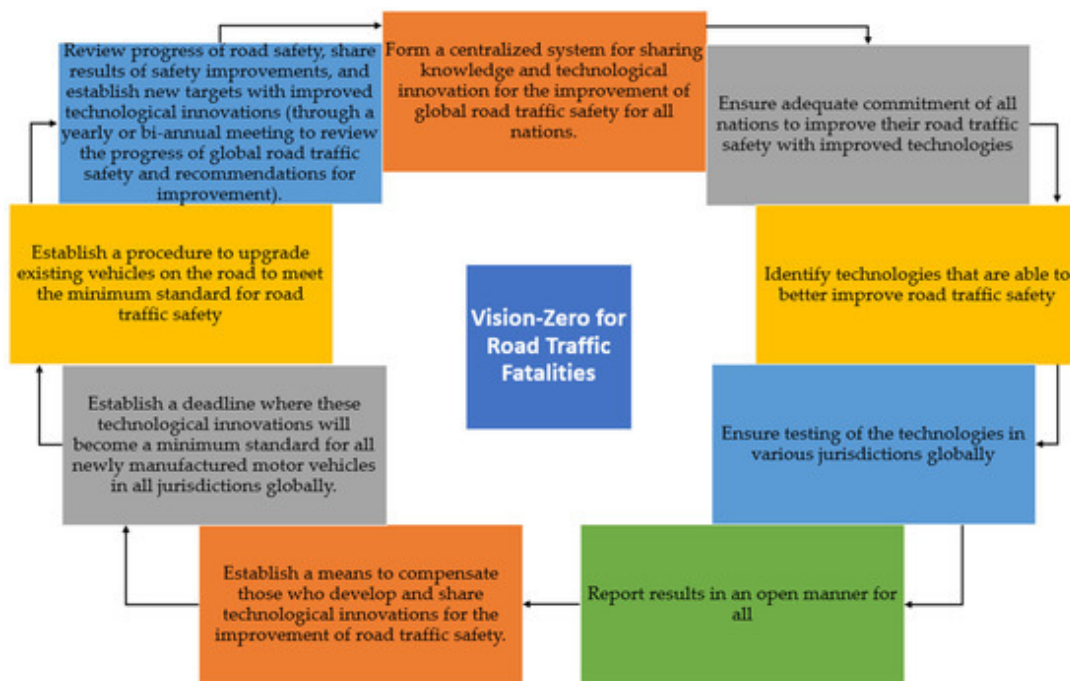 Review progress of road safety, share
results of safety improvements, and
establish new targets with improved
technological innovations (through a
yearly or bi-annual meeting to review
the progress of global road traffic
safety and recommendations for
improvement).
Form a centralized system for sharing
knowledge and technological
innovation for the improvement of
global road traffic safety for all
nations.
Ensure adequate commitment of all
nations to improve their road traffic
safety with improved technologies
Establish a procedure to upgrade
existing vehicles on the road to meet
the minimum standard for road
traffic safety
Vision-Zero for
Road Traffic
Fatalities
Identify technologies that are able to
better improve road traffic safety
Establish a deadline where these
technological innovations will
become a minimum standard for all
newly manufactured motor vehicles
in all jurisdictions globally.
Ensure testing of the technologies in
various jurisdictions globally
Establish a means to compensate
those who develop and share
technological innovations for the
improvement of road traffic safety.
Report results in an open manner for
all